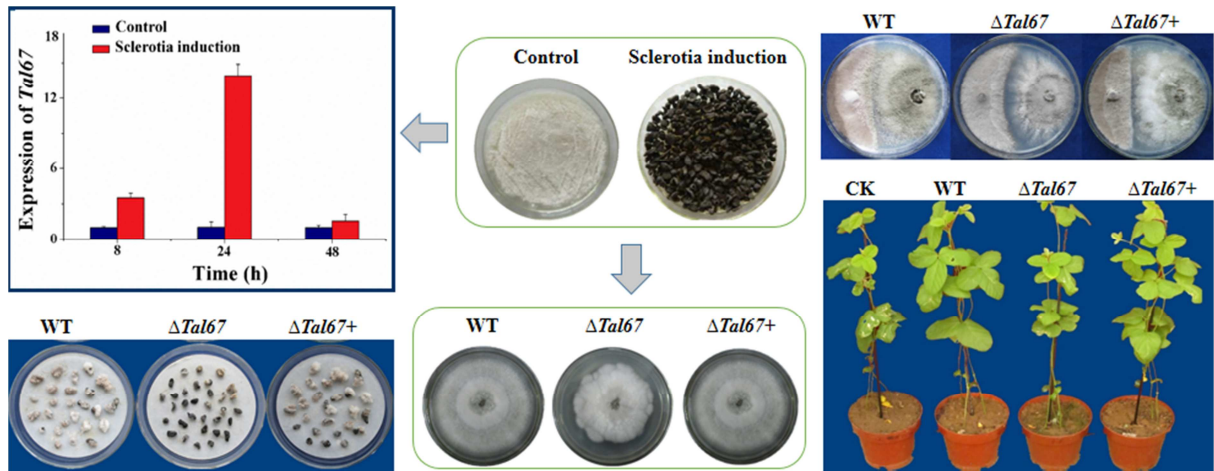 Control
Sclerotia induction
Expression of Tal67
18
12
6
0
8
24
48
Time (h)
Control
Sclerotia induction
WT
ΔTal67
ΔTal67+
CK
WT
ΔTal67
ΔTal67+
WT
ΔTal67
ΔTal67+
WT
ΔTal67
ΔTal67+